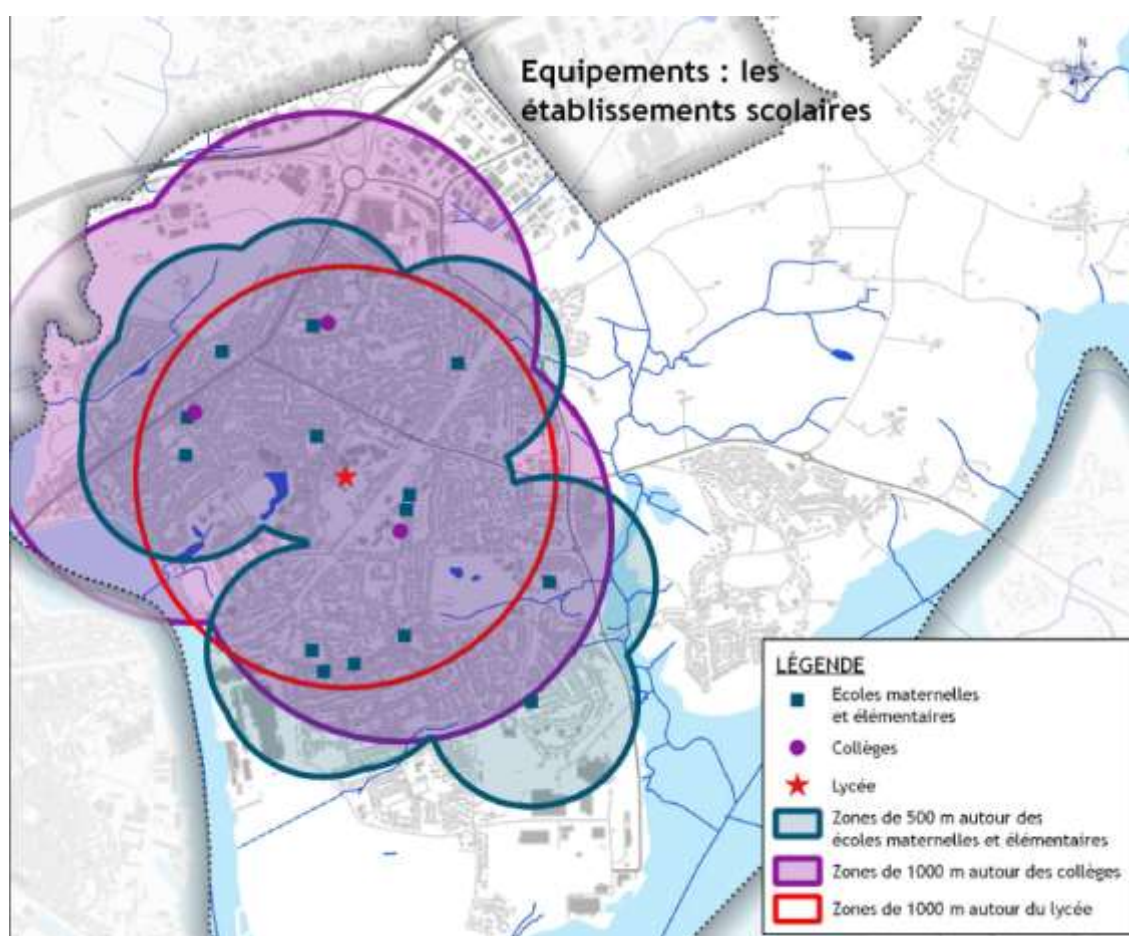 Equipements : les
établissements scolaires
N
LÉGENDE
Ecoles maternelles
et élémentaires
Collèges
Lycée
Zones de 500 m autour des
écoles maternelles et élémentaires
Zones de 1000 m autour des collèges
Zones de 1000 m autour du lycée